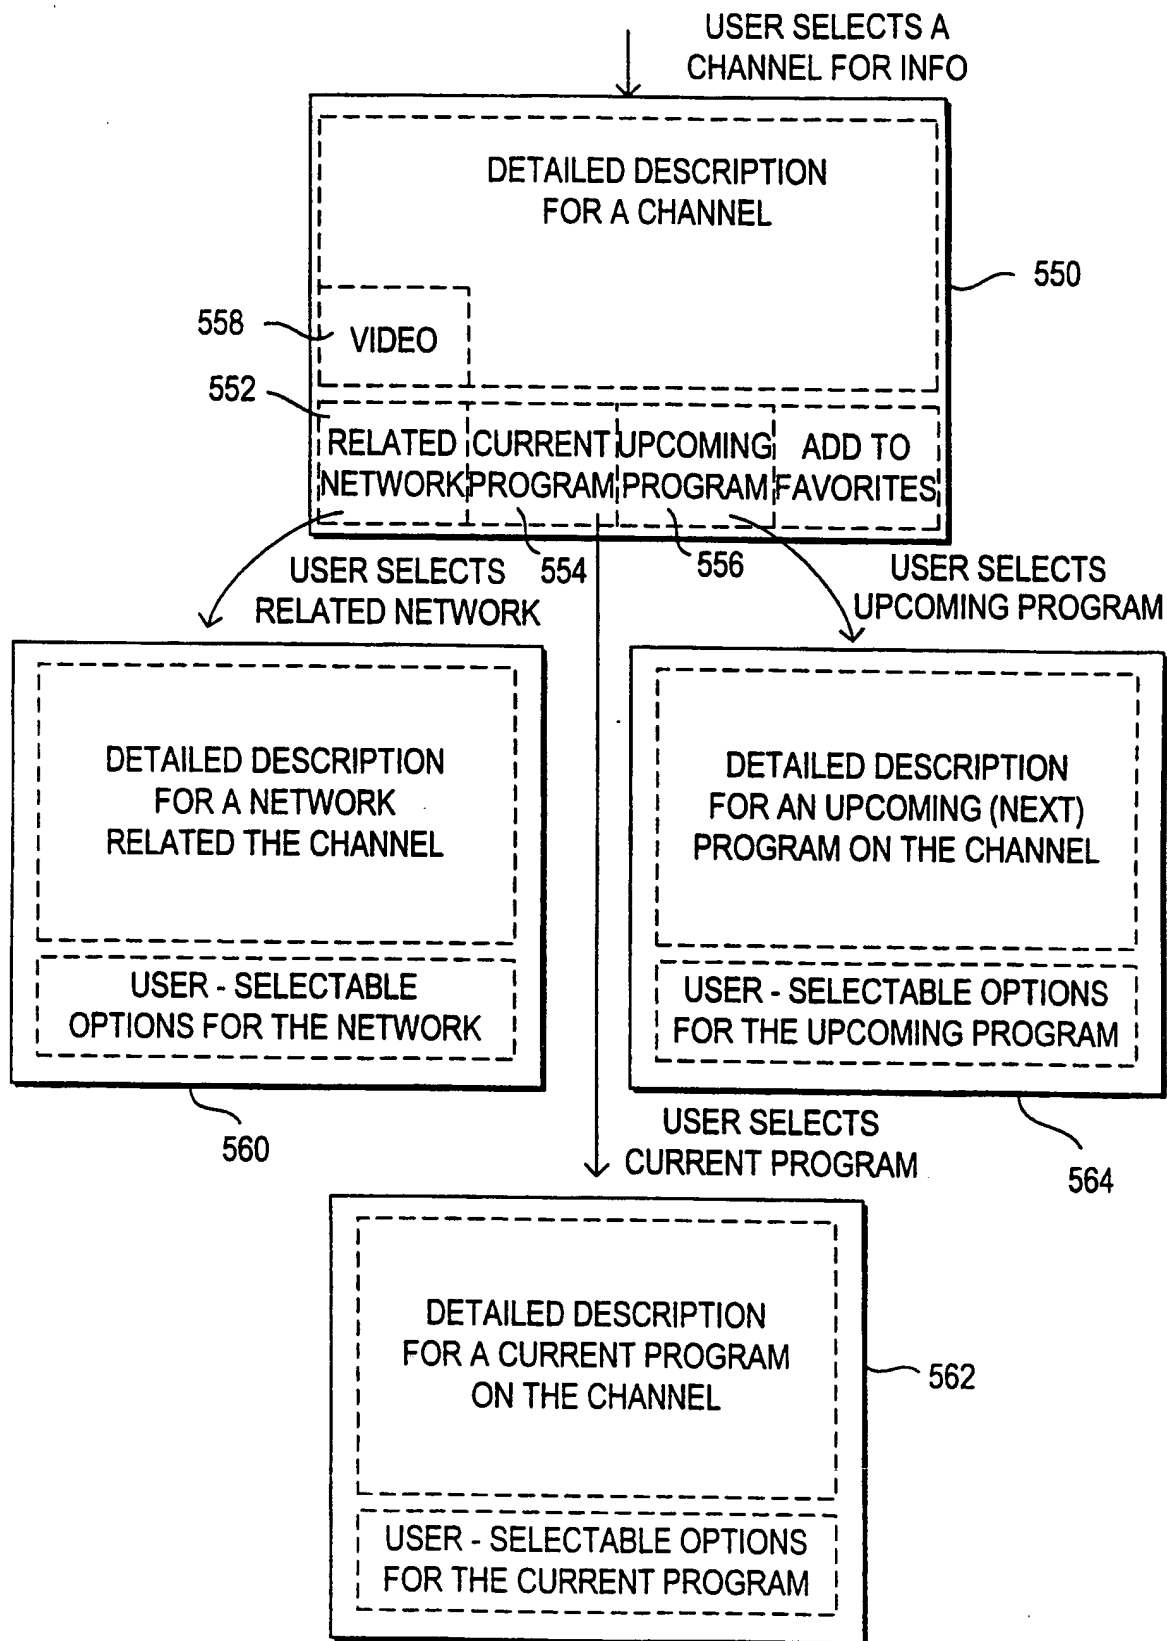 USER SELECTS A
CHANNEL FOR INFO
DETAILED DESCRIPTION
FOR A CHANNEL
550
558
VIDEO
552
RELATED
NETWORK
CURRENT
PROGRAM
UPCOMING
PROGRAM
ADD TO
FAVORITES
554
556
USER SELECTS
RELATED NETWORK
USER SELECTS
UPCOMING PROGRAM
DETAILED DESCRIPTION
FOR A NETWORK
RELATED THE CHANNEL
USER - SELECTABLE
OPTIONS FOR THE NETWORK
560
DETAILED DESCRIPTION
FOR AN UPCOMING (NEXT)
PROGRAM ON THE CHANNEL
USER - SELECTABLE OPTIONS
FOR THE UPCOMING PROGRAM
564
USER SELECTS
CURRENT PROGRAM
DETAILED DESCRIPTION
FOR A CURRENT PROGRAM
ON THE CHANNEL
562
USER - SELECTABLE OPTIONS
FOR THE CURRENT PROGRAM